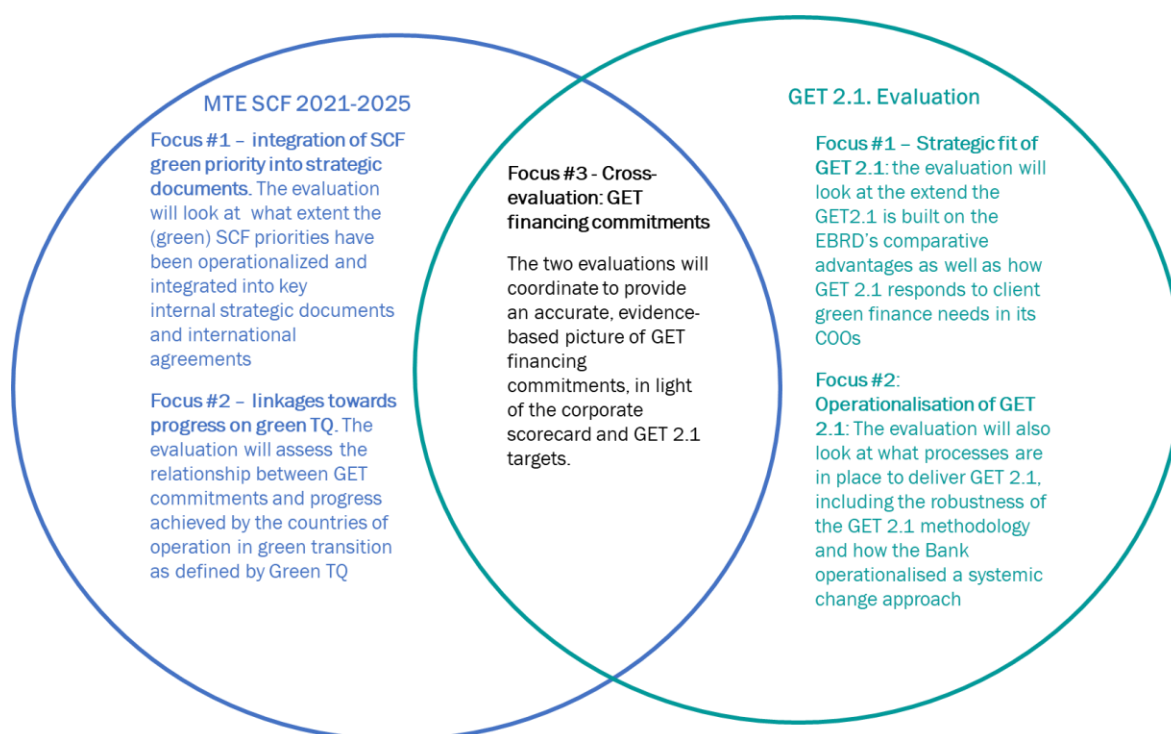 MTE SCF 2021-2025
Focus #1 – integration of SCF
green priority into strategic
documents. The evaluation
will look at what extent the
(green) SCF priorities have
been operationalized and
integrated into key
internal strategic documents
and international
agreements
Focus #2 – linkages towards
progress on green TQ. The
evaluation will assess the
relationship between GET
commitments and progress
achieved by the countries of
operation in green transition
as defined by Green TQ
Focus #3 - Cross-
evaluation: GET
financing commitments
The two evaluations will
coordinate to provide
an accurate, evidence-
based picture of GET
financing
commitments, in light
of the corporate
scorecard and GET 2.1
targets.
GET 2.1. Evaluation
Focus #1 – Strategic fit of
GET 2.1: the evaluation will
look at the extend the
GET2.1 is built on the
EBRD's comparative
advantages as well as how
GET 2.1 responds to client
green finance needs in its
COOs
Focus #2:
Operationalisation of GET
2.1: The evaluation will also
look at what processes are
in place to deliver GET 2.1,
including the robustness of
the GET 2.1 methodology
and how the Bank
operationalised a systemic
change approach